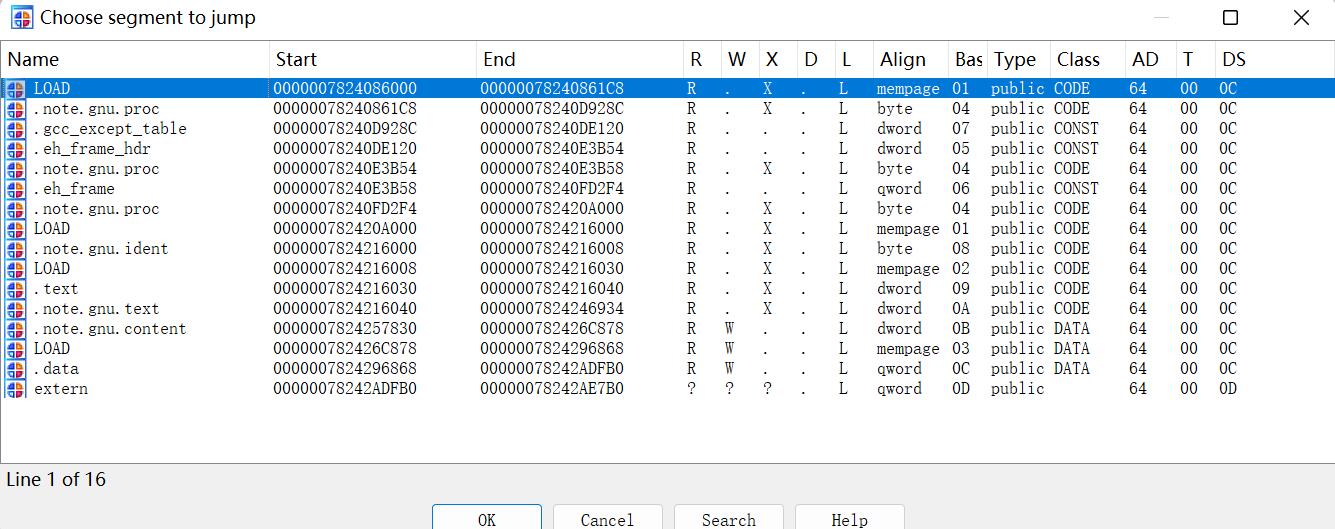 Choose segment to jump
Name Start End R W X D L Align Bas Type Class AD T DS
LOAD 0000007824086000 00000078240861C8 R . X . L mempage 01 public CODE 64 00 0C
.note.gnu.proc 00000078240861C8 00000078240D928C R . X . L byte 04 public CODE 64 00 0C
.gcc_except_table 00000078240D928C 00000078240DE120 R . . . L dword 07 public CONST 64 00 0C
.eh_frame_hdr 00000078240DE120 00000078240E3B54 R . . . L dword 05 public CONST 64 00 0C
.note.gnu.proc 00000078240E3B54 00000078240E3B58 R . X . L byte 04 public CODE 64 00 0C
.eh_frame 00000078240E3B58 00000078240FD2F4 R . . . L qword 06 public CONST 64 00 0C
.note.gnu.proc 00000078240FD2F4 000000782420A000 R . X . L byte 04 public CODE 64 00 0C
LOAD 000000782420A000 0000007824216000 R . X . L mempage 01 public CODE 64 00 0C
.note.gnu.ident 0000007824216000 0000007824216008 R . X . L byte 08 public CODE 64 00 0C
LOAD 0000007824216008 0000007824216030 R . X . L mempage 02 public CODE 64 00 0C
.text 0000007824216030 0000007824216040 R . X . L dword 09 public CODE 64 00 0C
.note.gnu.text 0000007824216040 0000007824246934 R . X . L dword 0A public CODE 64 00 0C
.note.gnu.content 0000007824257830 000000782426C878 R W . . L dword 0B public DATA 64 00 0C
LOAD 000000782426C878 0000007824296868 R W . . L mempage 03 public DATA 64 00 0C
.data 0000007824296868 00000078242ADFB0 R W . . L qword 0C public DATA 64 00 0C
extern 00000078242ADFB0 00000078242AE7B0 ? ? ? . L qword 0D public 64 00 0D
Line 1 of 16
OK Cancel Search Help